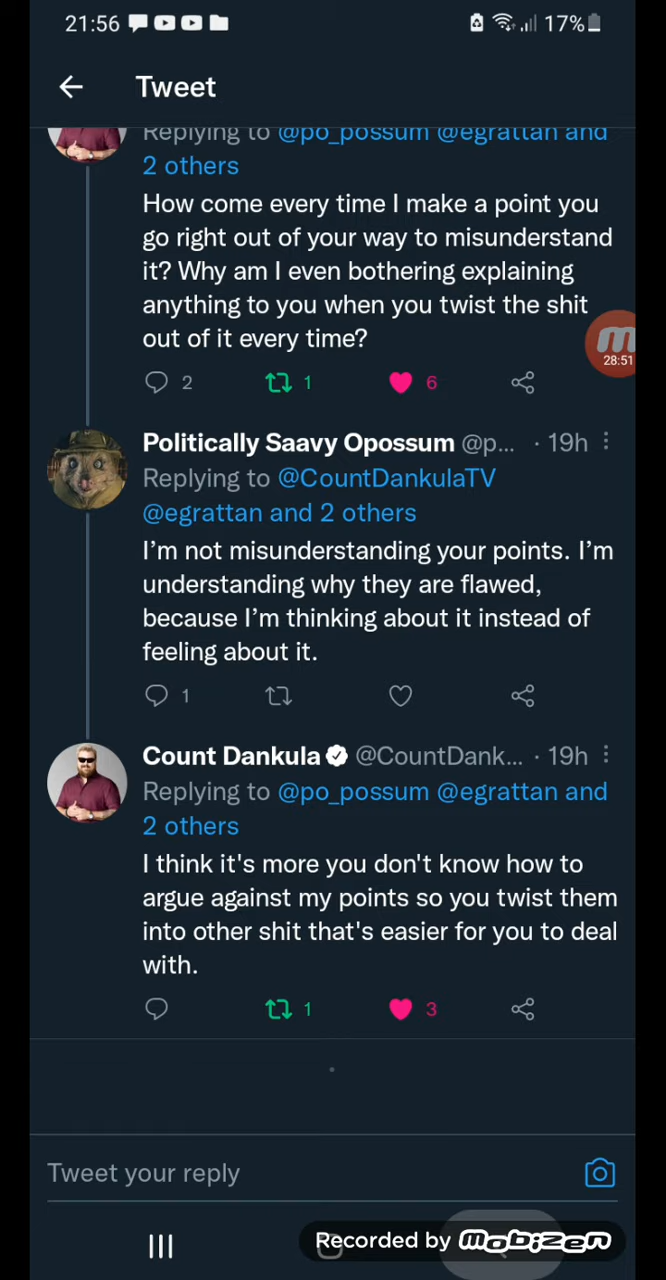 21:56 17%
Tweet
Replying to @po_possum @egrattan and
2 others
How come every time I make a point you
go right out of your way to misunderstand
it? Why am I even bothering explaining
anything to you when you twist the shit
out of it every time?
28:51
2 1 6
Politically Saavy Opossum @p... · 19h
Replying to @CountDankulaTV
@egrattan and 2 others
I'm not misunderstanding your points. I'm
understanding why they are flawed,
because I'm thinking about it instead of
feeling about it.
1
Count Dankula @CountDank... · 19h
Replying to @po_possum @egrattan and
2 others
I think it's more you don't know how to
argue against my points so you twist them
into other shit that's easier for you to deal
with.
1 3
Tweet your reply
Recorded by mobizen